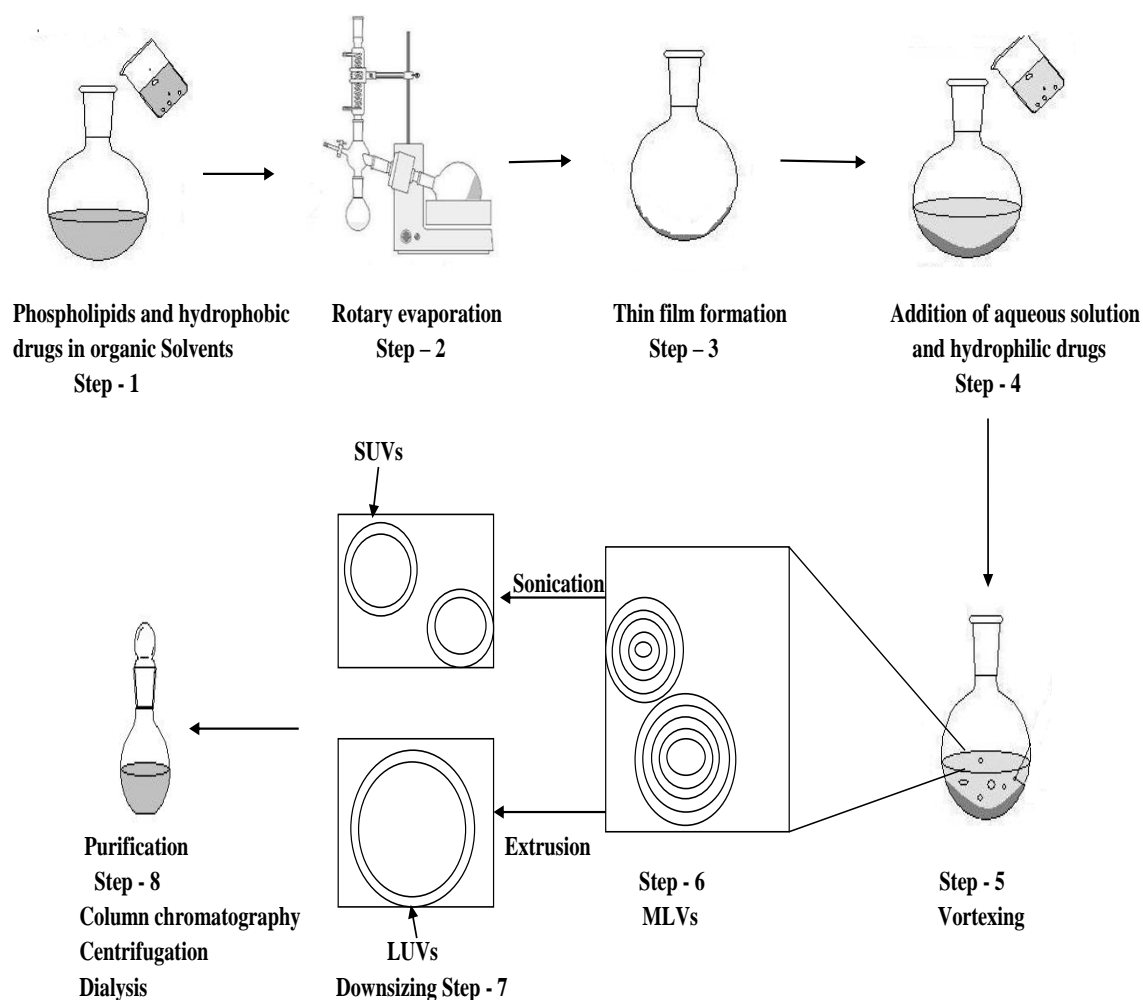 Phospholipids and hydrophobic
drugs in organic Solvents
Step - 1
Rotary evaporation
Step – 2
Thin film formation
Step – 3
Addition of aqueous solution
and hydrophilic drugs
Step - 4
SUVs
Sonication
Extrusion
LUVs
Downsizing Step - 7
Step - 6
MLVs
Step - 5
Vortexing
Purification
Step - 8
Column chromatography
Centrifugation
Dialysis